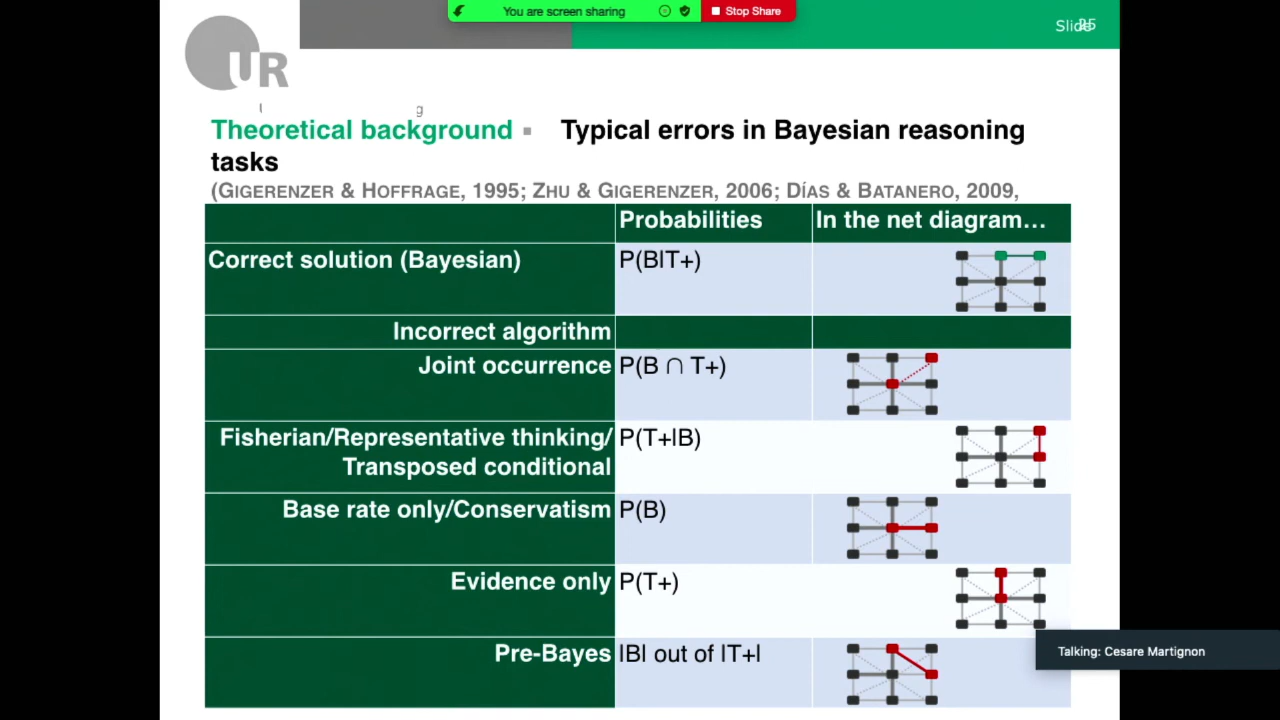 You are screen sharing
Stop Share
UR
g
Theoretical background ▪ Typical errors in Bayesian reasoning
tasks
(GIGERENZER & HOFFRAGE, 1995; ZHU & GIGERENZER, 2006; DÍAS & BATANERO, 2009,
Probabilities In the net diagram…
Correct solution (Bayesian) P(B|T+)
Incorrect algorithm
Joint occurrence P(B ∩ T+)
Fisherian/Representative thinking/ P(T+|B)
Transposed conditional
Base rate only/Conservatism P(B)
Evidence only P(T+)
Talking: Cesare Martignon
Pre-Bayes |B| out of |T+|